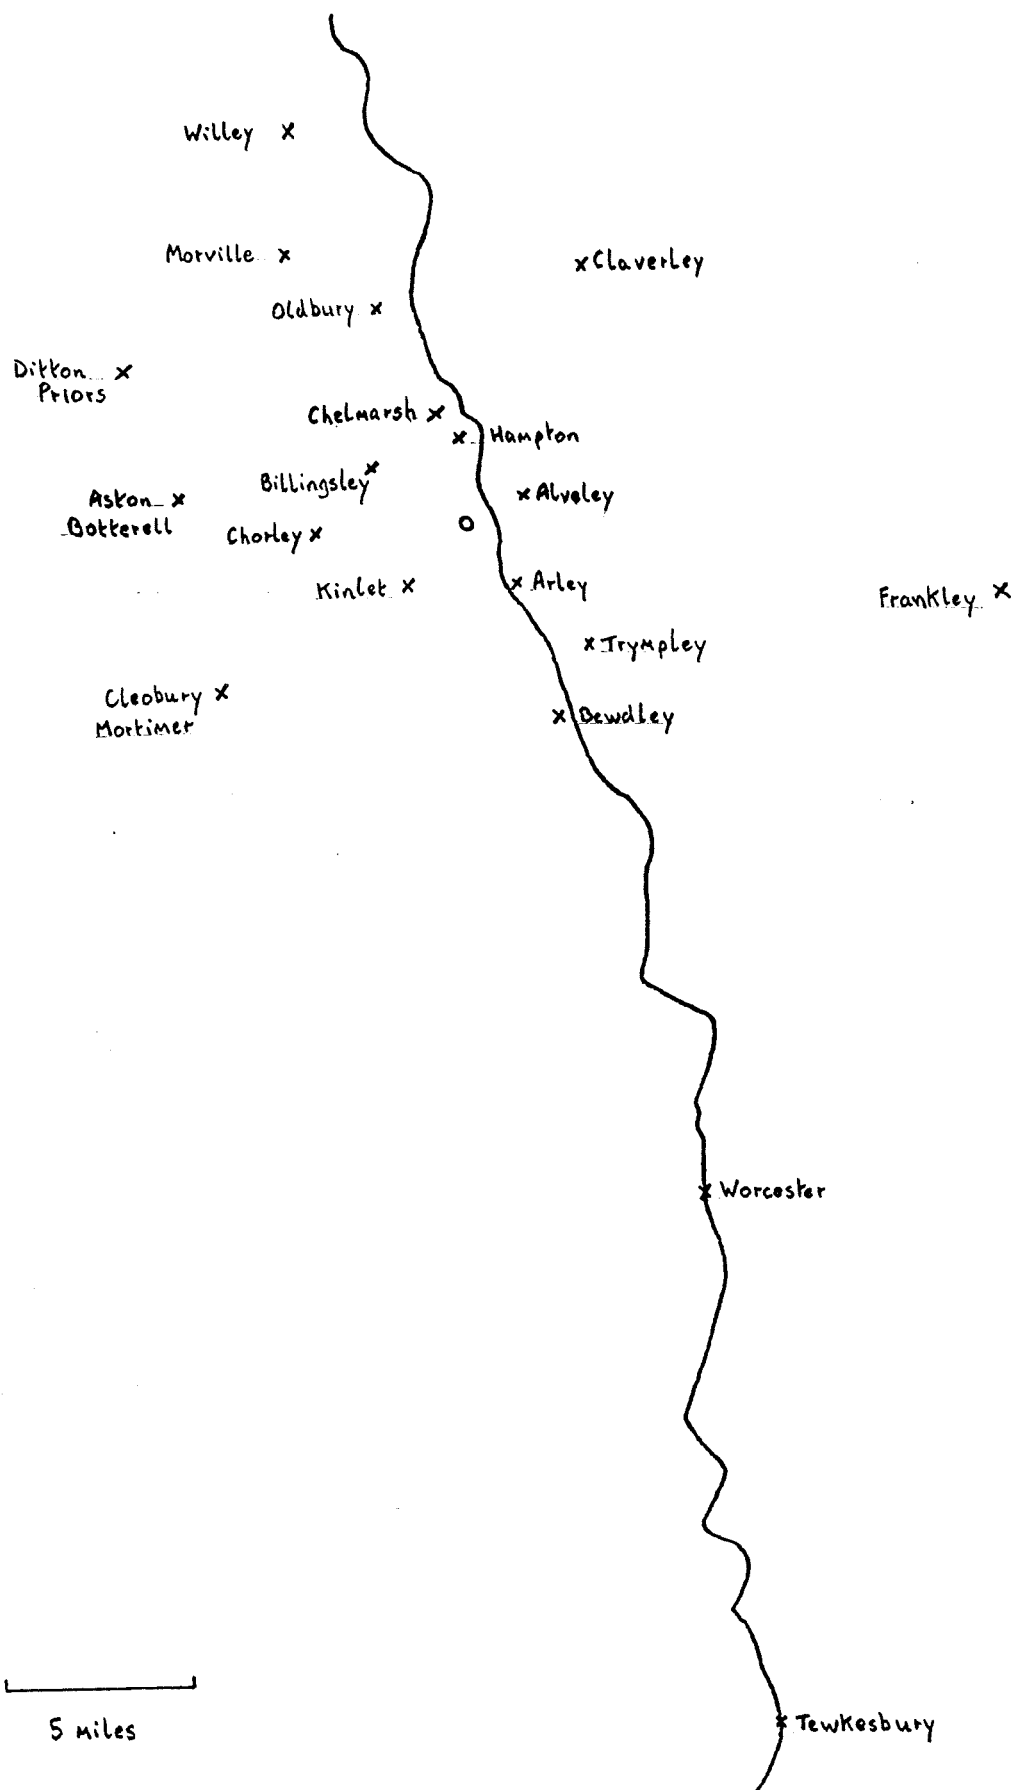 Willey
Morville
Claverley
Oldbury
Ditton
Priors
Chelmarsh
Hampton
Billingsley
Alveley
Aston
Botterell
Chorley
Kinlet
Arley
Frankley
Trympley
Cleobury
Mortimer
Bewdley
Worcester
5 miles
Tewkesbury